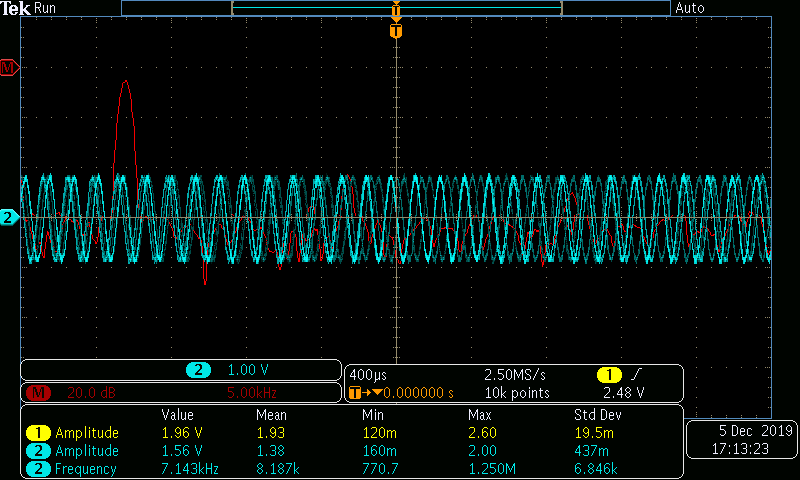 Tek Run Auto
T
T
M
2
2 1.00 V
M 20.0 dB 5.00kHz
400µs 2.50MS/s 1
T→▼0.000000 s 10k points 2.48 V
Value Mean Min Max Std Dev
1 Amplitude 1.96 V 1.93 120m 2.60 19.5m
2 Amplitude 1.56 V 1.38 160m 2.00 437m
2 Frequency 7.143kHz 8.187k 770.7 1.250M 6.846k
5 Dec 2019
17:13:23